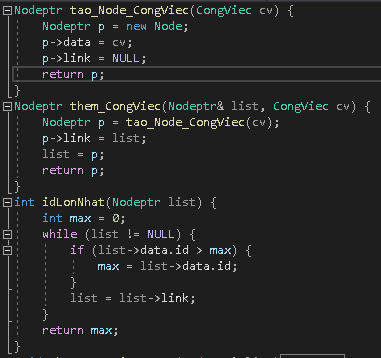 Nodeptr tao_Node_CongViec(CongViec cv) {
Nodeptr p = new Node;
p->data = cv;
p->link = NULL;
return p;
}
Nodeptr them_CongViec(Nodeptr& list, CongViec cv) {
Nodeptr p = tao_Node_CongViec(cv);
p->link = list;
list = p;
return p;
}
int idLonNhat(Nodeptr list) {
int max = 0;
while (list != NULL) {
if (list->data.id > max) {
max = list->data.id;
}
list = list->link;
}
return max;
}